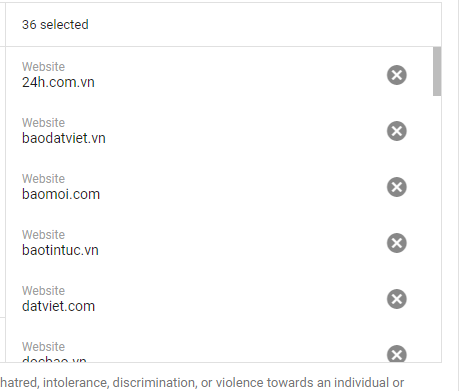 36 selected
Website
24h.com.vn
Website
baodatviet.vn
Website
baomoi.com
Website
baotintuc.vn
Website
datviet.com
Website
docbao.vn
hatred, intolerance, discrimination, or violence towards an individual or